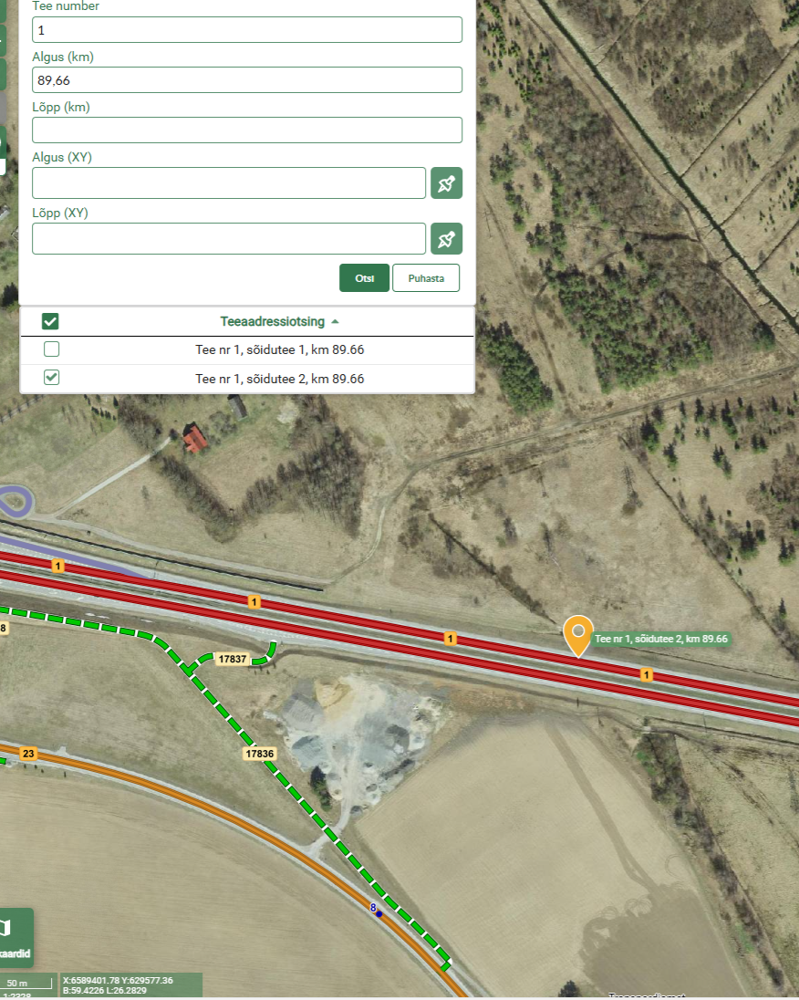 Tee number
1
Algus (km)
89,66
Lõpp (km)
Algus (XY)
Lõpp (XY)
Otsi
Puhasta
Teeaadressiotsing
Tee nr 1, sõidutee 1, km 89.66
Tee nr 1, sõidutee 2, km 89.66
1
1
1
8
Tee nr 1, sõidutee 2, km 89.66
17837
1
23
17836
8
kaardid
50 m
X:6589401.78 Y:629577.36
B:59.4226 L:26.2829